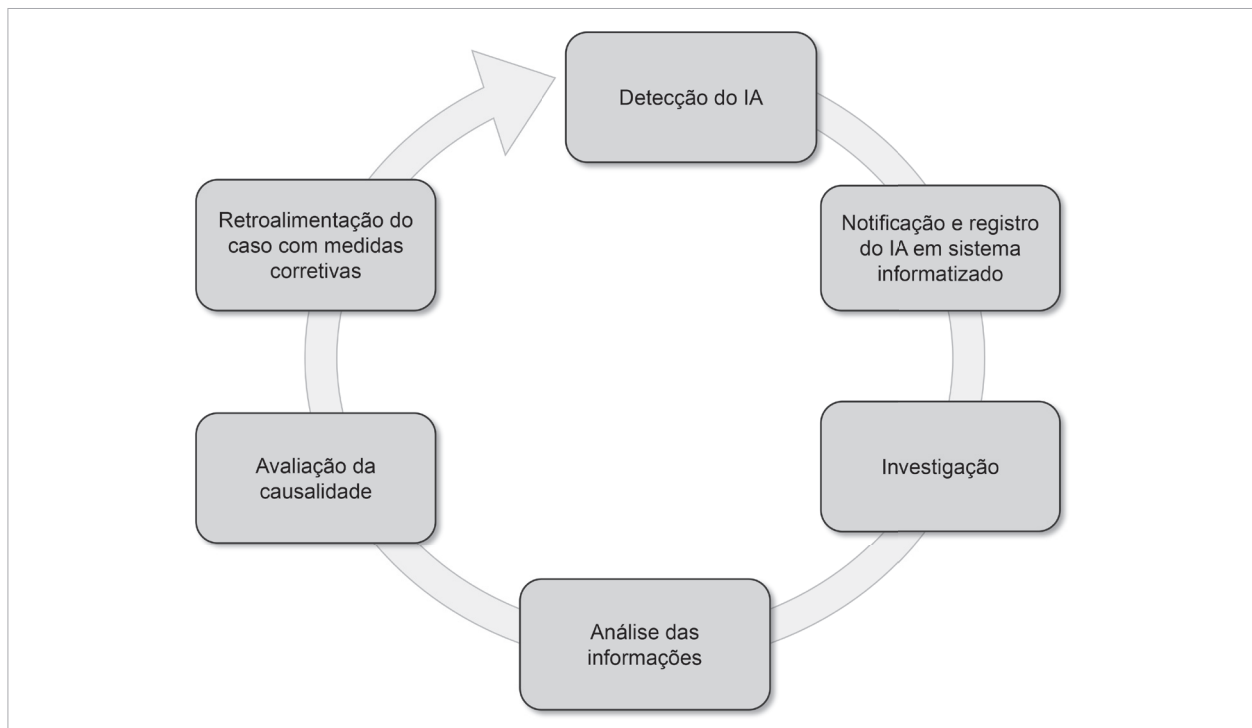 Detecção do IA
Notificação e registro
do IA em sistema
informatizado
Investigação
Análise das
informações
Avaliação da
causalidade
Retroalimentação do
caso com medidas
corretivas